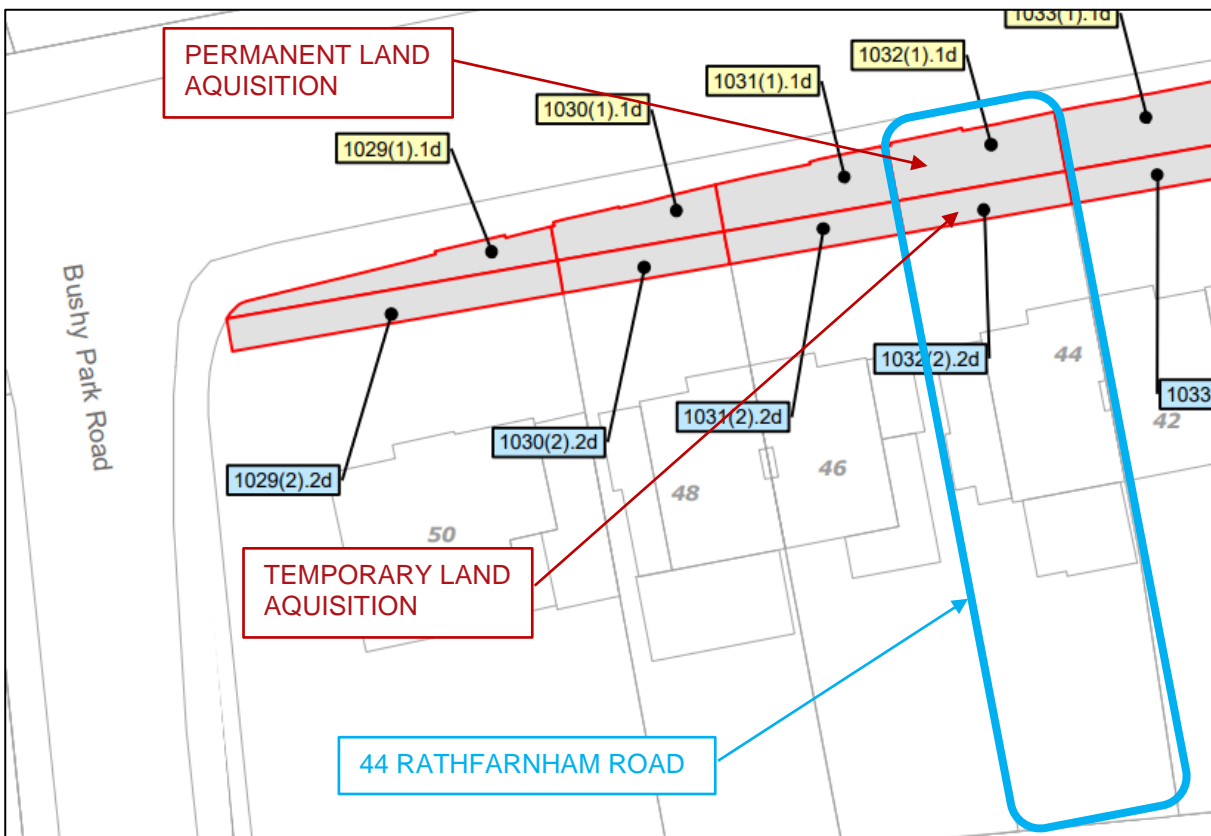 1033(1).1d
PERMANENT LAND
AQUISITION
1032(1).1d
1031(1).1d
1030(1).1d
1029(1).1d
Bushy Park Road
1032(2).2d
44
1033
1031(2).2d
42
1030(2).2d
46
1029(2).2d
48
50
TEMPORARY LAND
AQUISITION
44 RATHFARNHAM ROAD